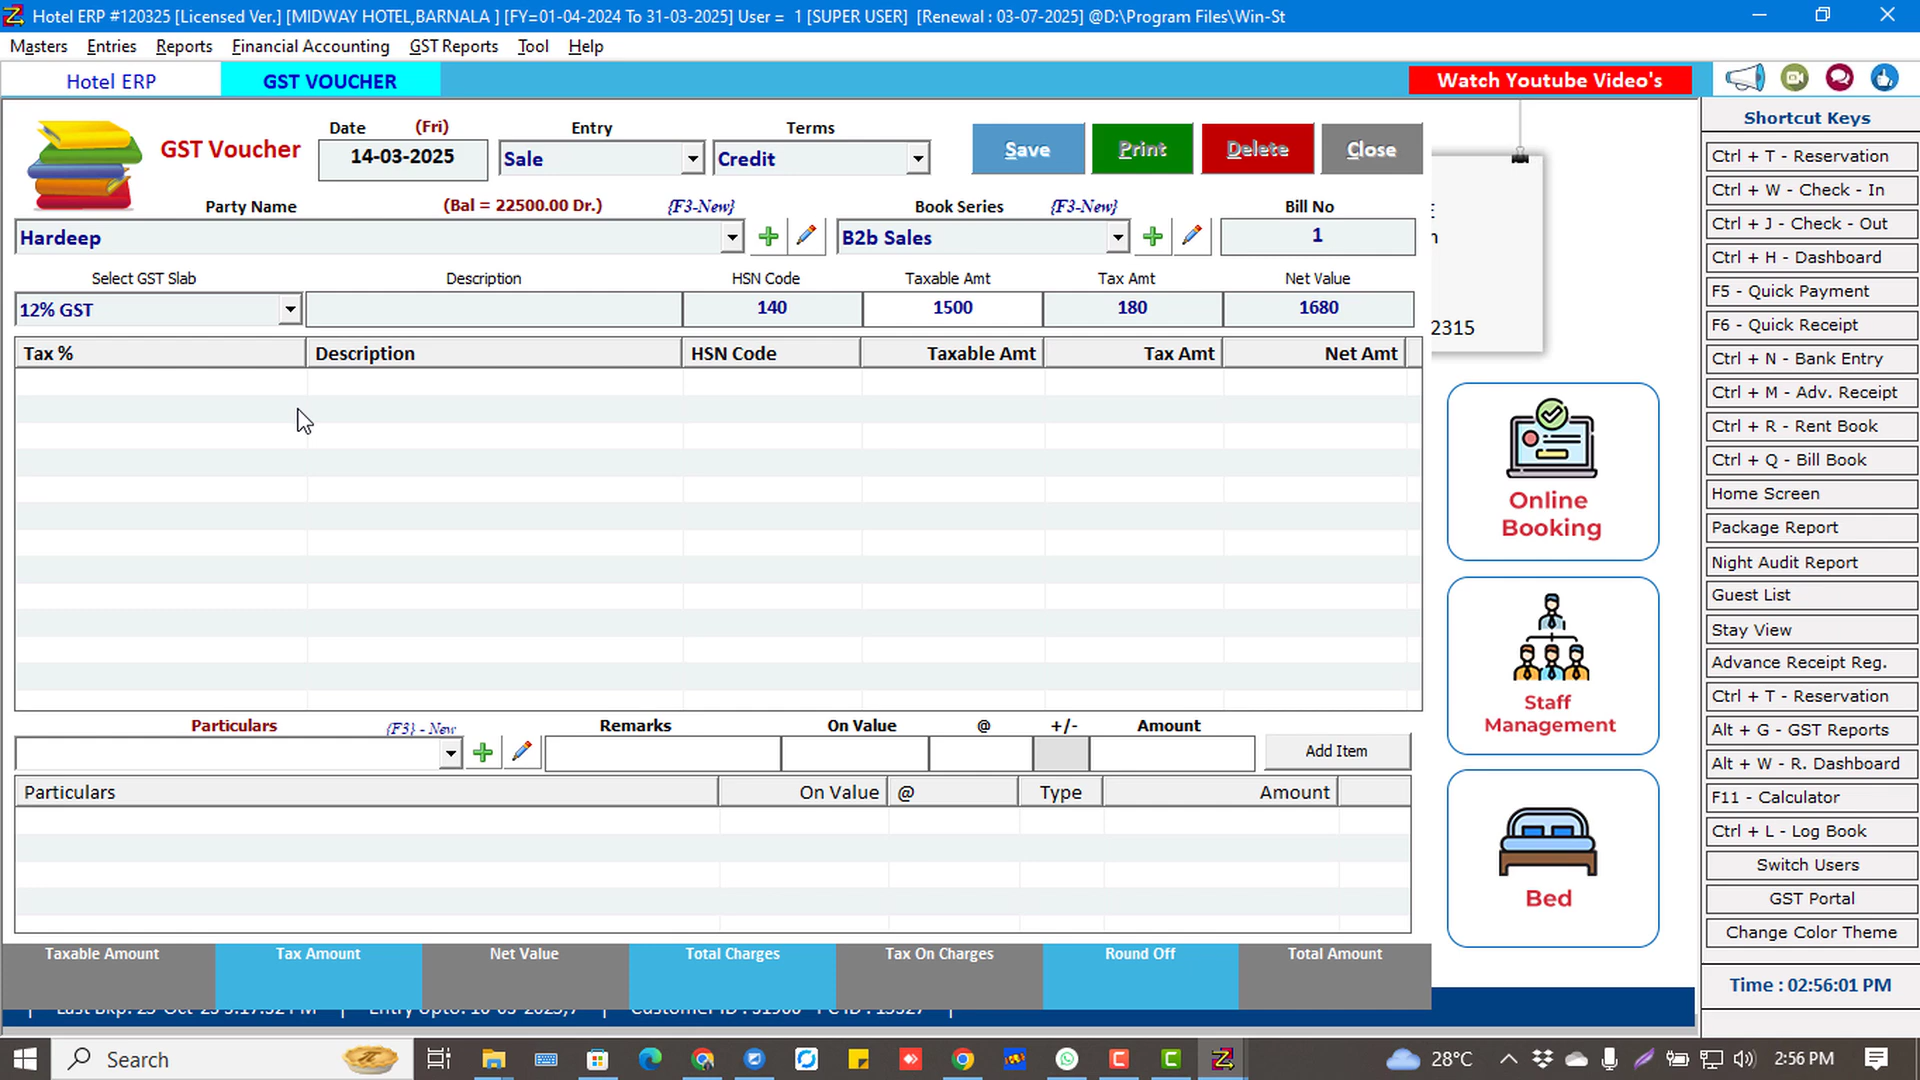 Hotel ERP #120325 [Licensed Ver.] [MIDWAY HOTEL,BARNALA ] [FY=01-04-2024 To 31-03-2025] User = 1 [SUPER USER] [Renewal : 03-07-2025] @D:\Program Files\Win-St
Masters Entries Reports Financial Accounting GST Reports Tool Help
Hotel ERP GST VOUCHER Watch Youtube Video's
GST Voucher
Date (Fri) Entry Terms
14-03-2025 Sale Credit Save Print Delete Close
Party Name (Bal = 22500.00 Dr.) {F3-New} Book Series {F3-New} Bill No
Hardeep B2b Sales 1
Select GST Slab Description HSN Code Taxable Amt Tax Amt Net Value
12% GST 140 1500 180 1680
2315
Tax % Description HSN Code Taxable Amt Tax Amt Net Amt
Particulars {F3} - New Remarks On Value @ +/- Amount
Add Item
Particulars On Value @ Type Amount
Taxable Amount Tax Amount Net Value Total Charges Tax On Charges Round Off Total Amount
Online
Booking
Staff
Management
Bed
Shortcut Keys
Ctrl + T - Reservation
Ctrl + W - Check - In
Ctrl + J - Check - Out
Ctrl + H - Dashboard
F5 - Quick Payment
F6 - Quick Receipt
Ctrl + N - Bank Entry
Ctrl + M - Adv. Receipt
Ctrl + R - Rent Book
Ctrl + Q - Bill Book
Home Screen
Package Report
Night Audit Report
Guest List
Stay View
Advance Receipt Reg.
Ctrl + T - Reservation
Alt + G - GST Reports
Alt + W - R. Dashboard
F11 - Calculator
Ctrl + L - Log Book
Switch Users
GST Portal
Change Color Theme
Time : 02:56:01 PM
Search 28°C 2:56 PM